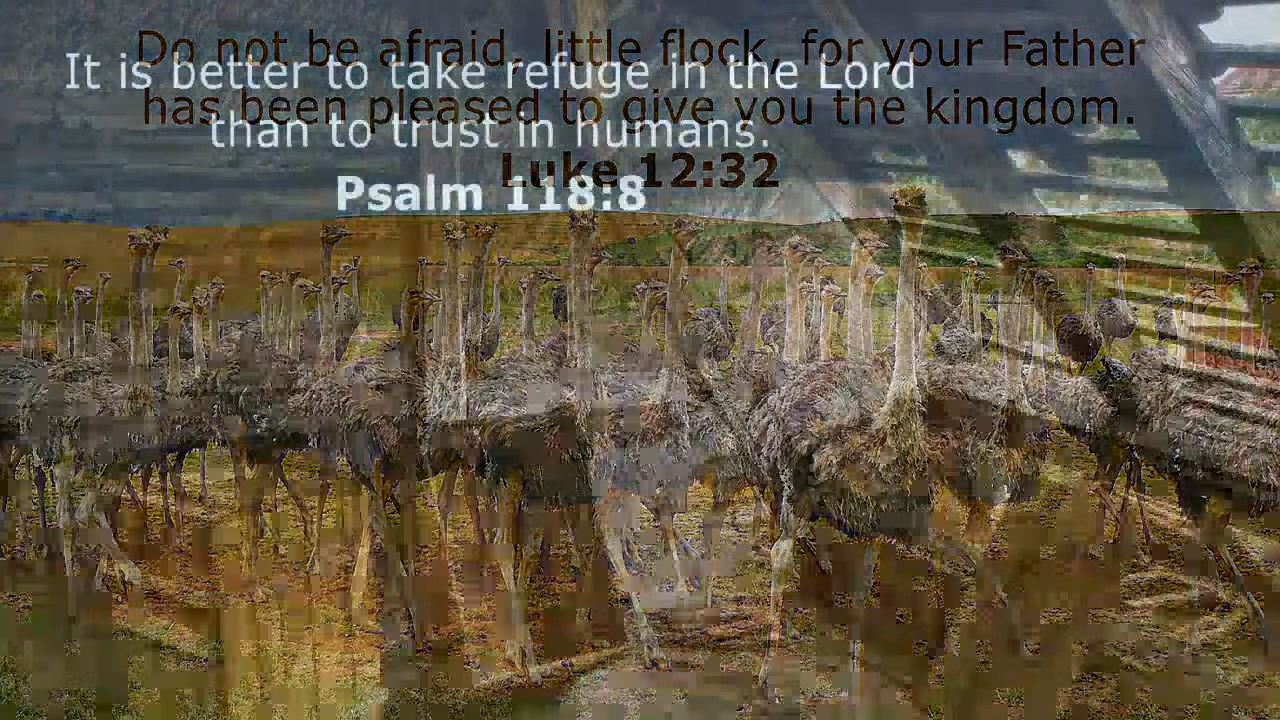 Do not be afraid, little flock, for your Father
has been pleased to give you the kingdom.
Luke 12:32
It is better to take refuge in the Lord
than to trust in humans.
Psalm 118:8